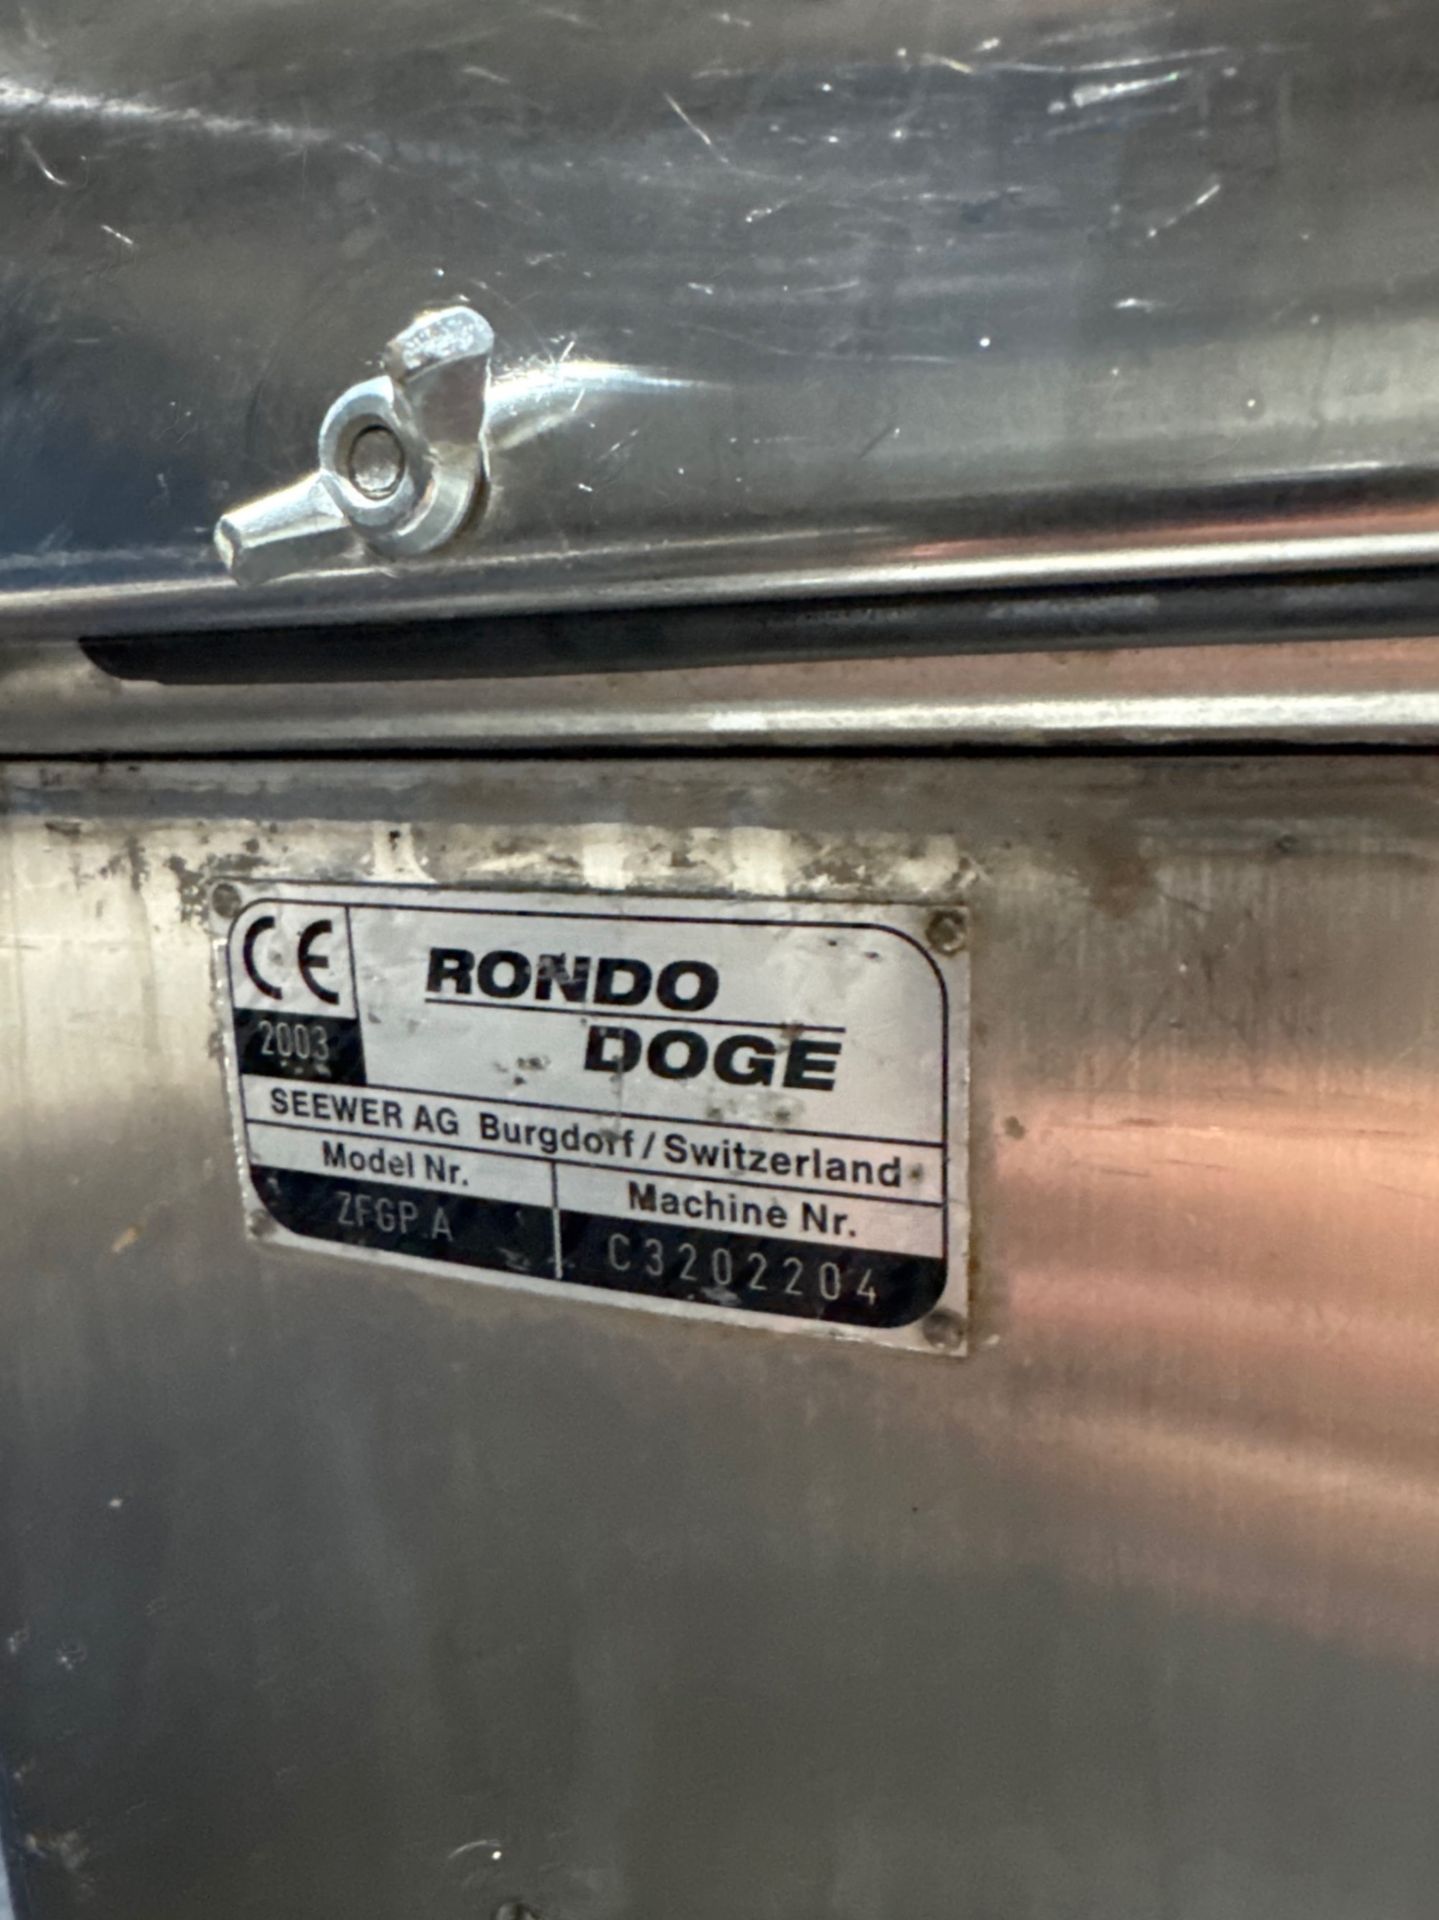 CE
RONDO
DOGE
2003
SEEWER AG Burgdorf / Switzerland
Model Nr.
Machine Nr.
ZFGP.A
C3202204